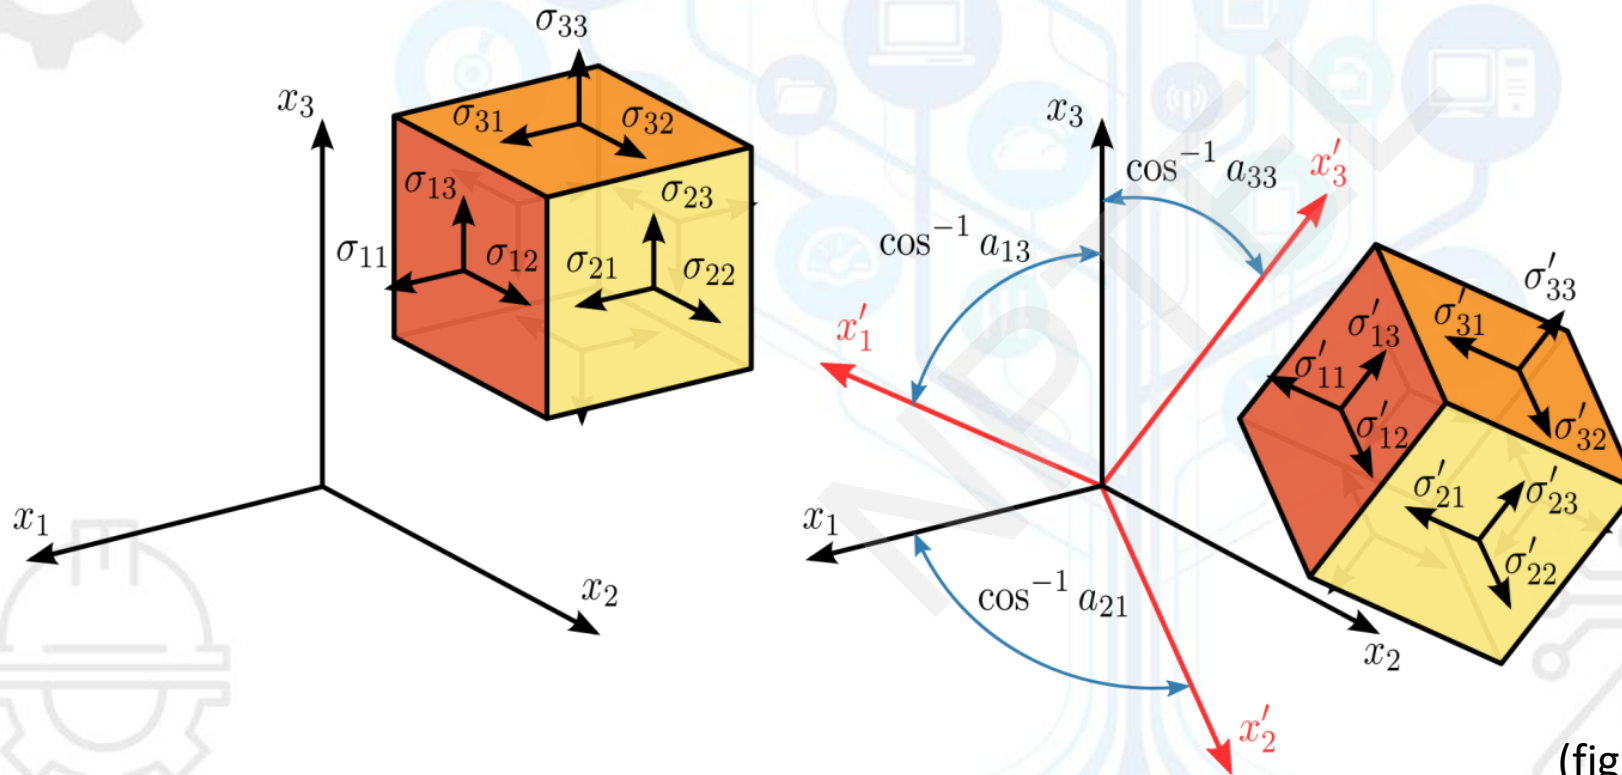 σ₃₃
x₃
σ₃₁
σ₃₂
σ₁₃
σ₂₃
σ₁₁
σ₁₂
σ₂₁
σ₂₂
x₁
x₂
x₃
cos⁻¹ a₃₃
x′₃
cos⁻¹ a₁₃
x′₁
σ′₃₃
σ′₃₁
σ′₁₃
σ′₁₁
σ′₁₂
σ′₃₂
σ′₂₁
σ′₂₃
σ′₂₂
x₁
cos⁻¹ a₂₁
x₂
x′₂
NPTEL
(fig